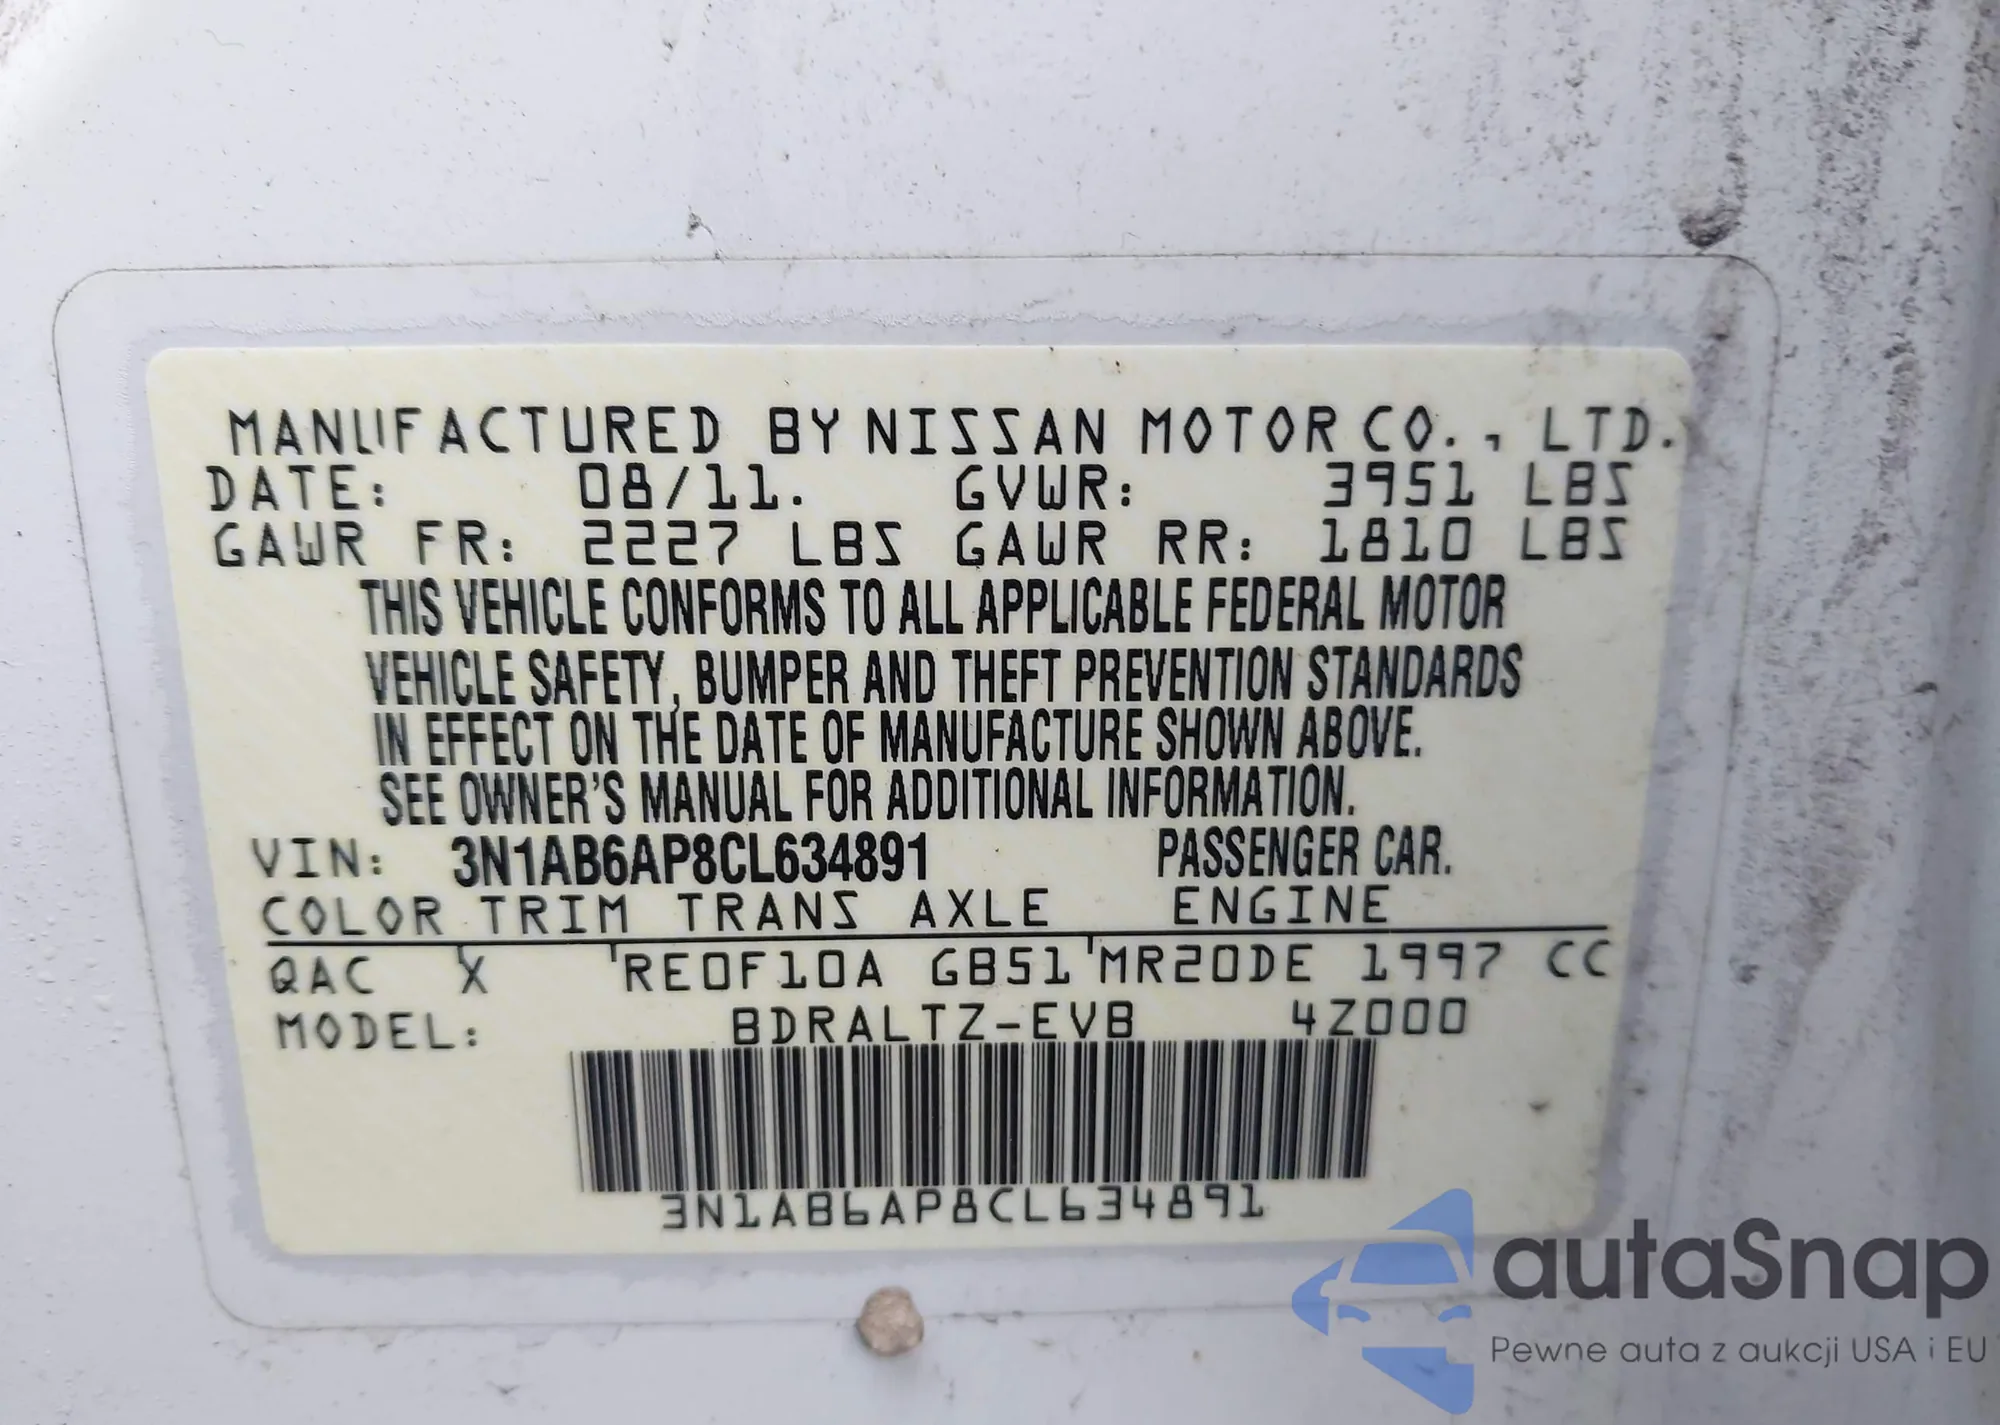 MANUFACTURED BY NISSAN MOTOR CO., LTD.
DATE: 08/11. GVWR: 3951 LBS
GAWR FR: 2227 LBS GAWR RR: 1810 LBS
THIS VEHICLE CONFORMS TO ALL APPLICABLE FEDERAL MOTOR
VEHICLE SAFETY, BUMPER AND THEFT PREVENTION STANDARDS
IN EFFECT ON THE DATE OF MANUFACTURE SHOWN ABOVE.
SEE OWNER'S MANUAL FOR ADDITIONAL INFORMATION.
VIN: 3N1AB6AP8CL634891 PASSENGER CAR.
COLOR TRIM TRANS AXLE ENGINE
QAC X RE0F10A GB51 MR20DE 1997 CC
MODEL: BDRALTZ-EVB 4Z000
3N1AB6AP8CL634891
autaSnap
Pewne auta z aukcji USA i EU